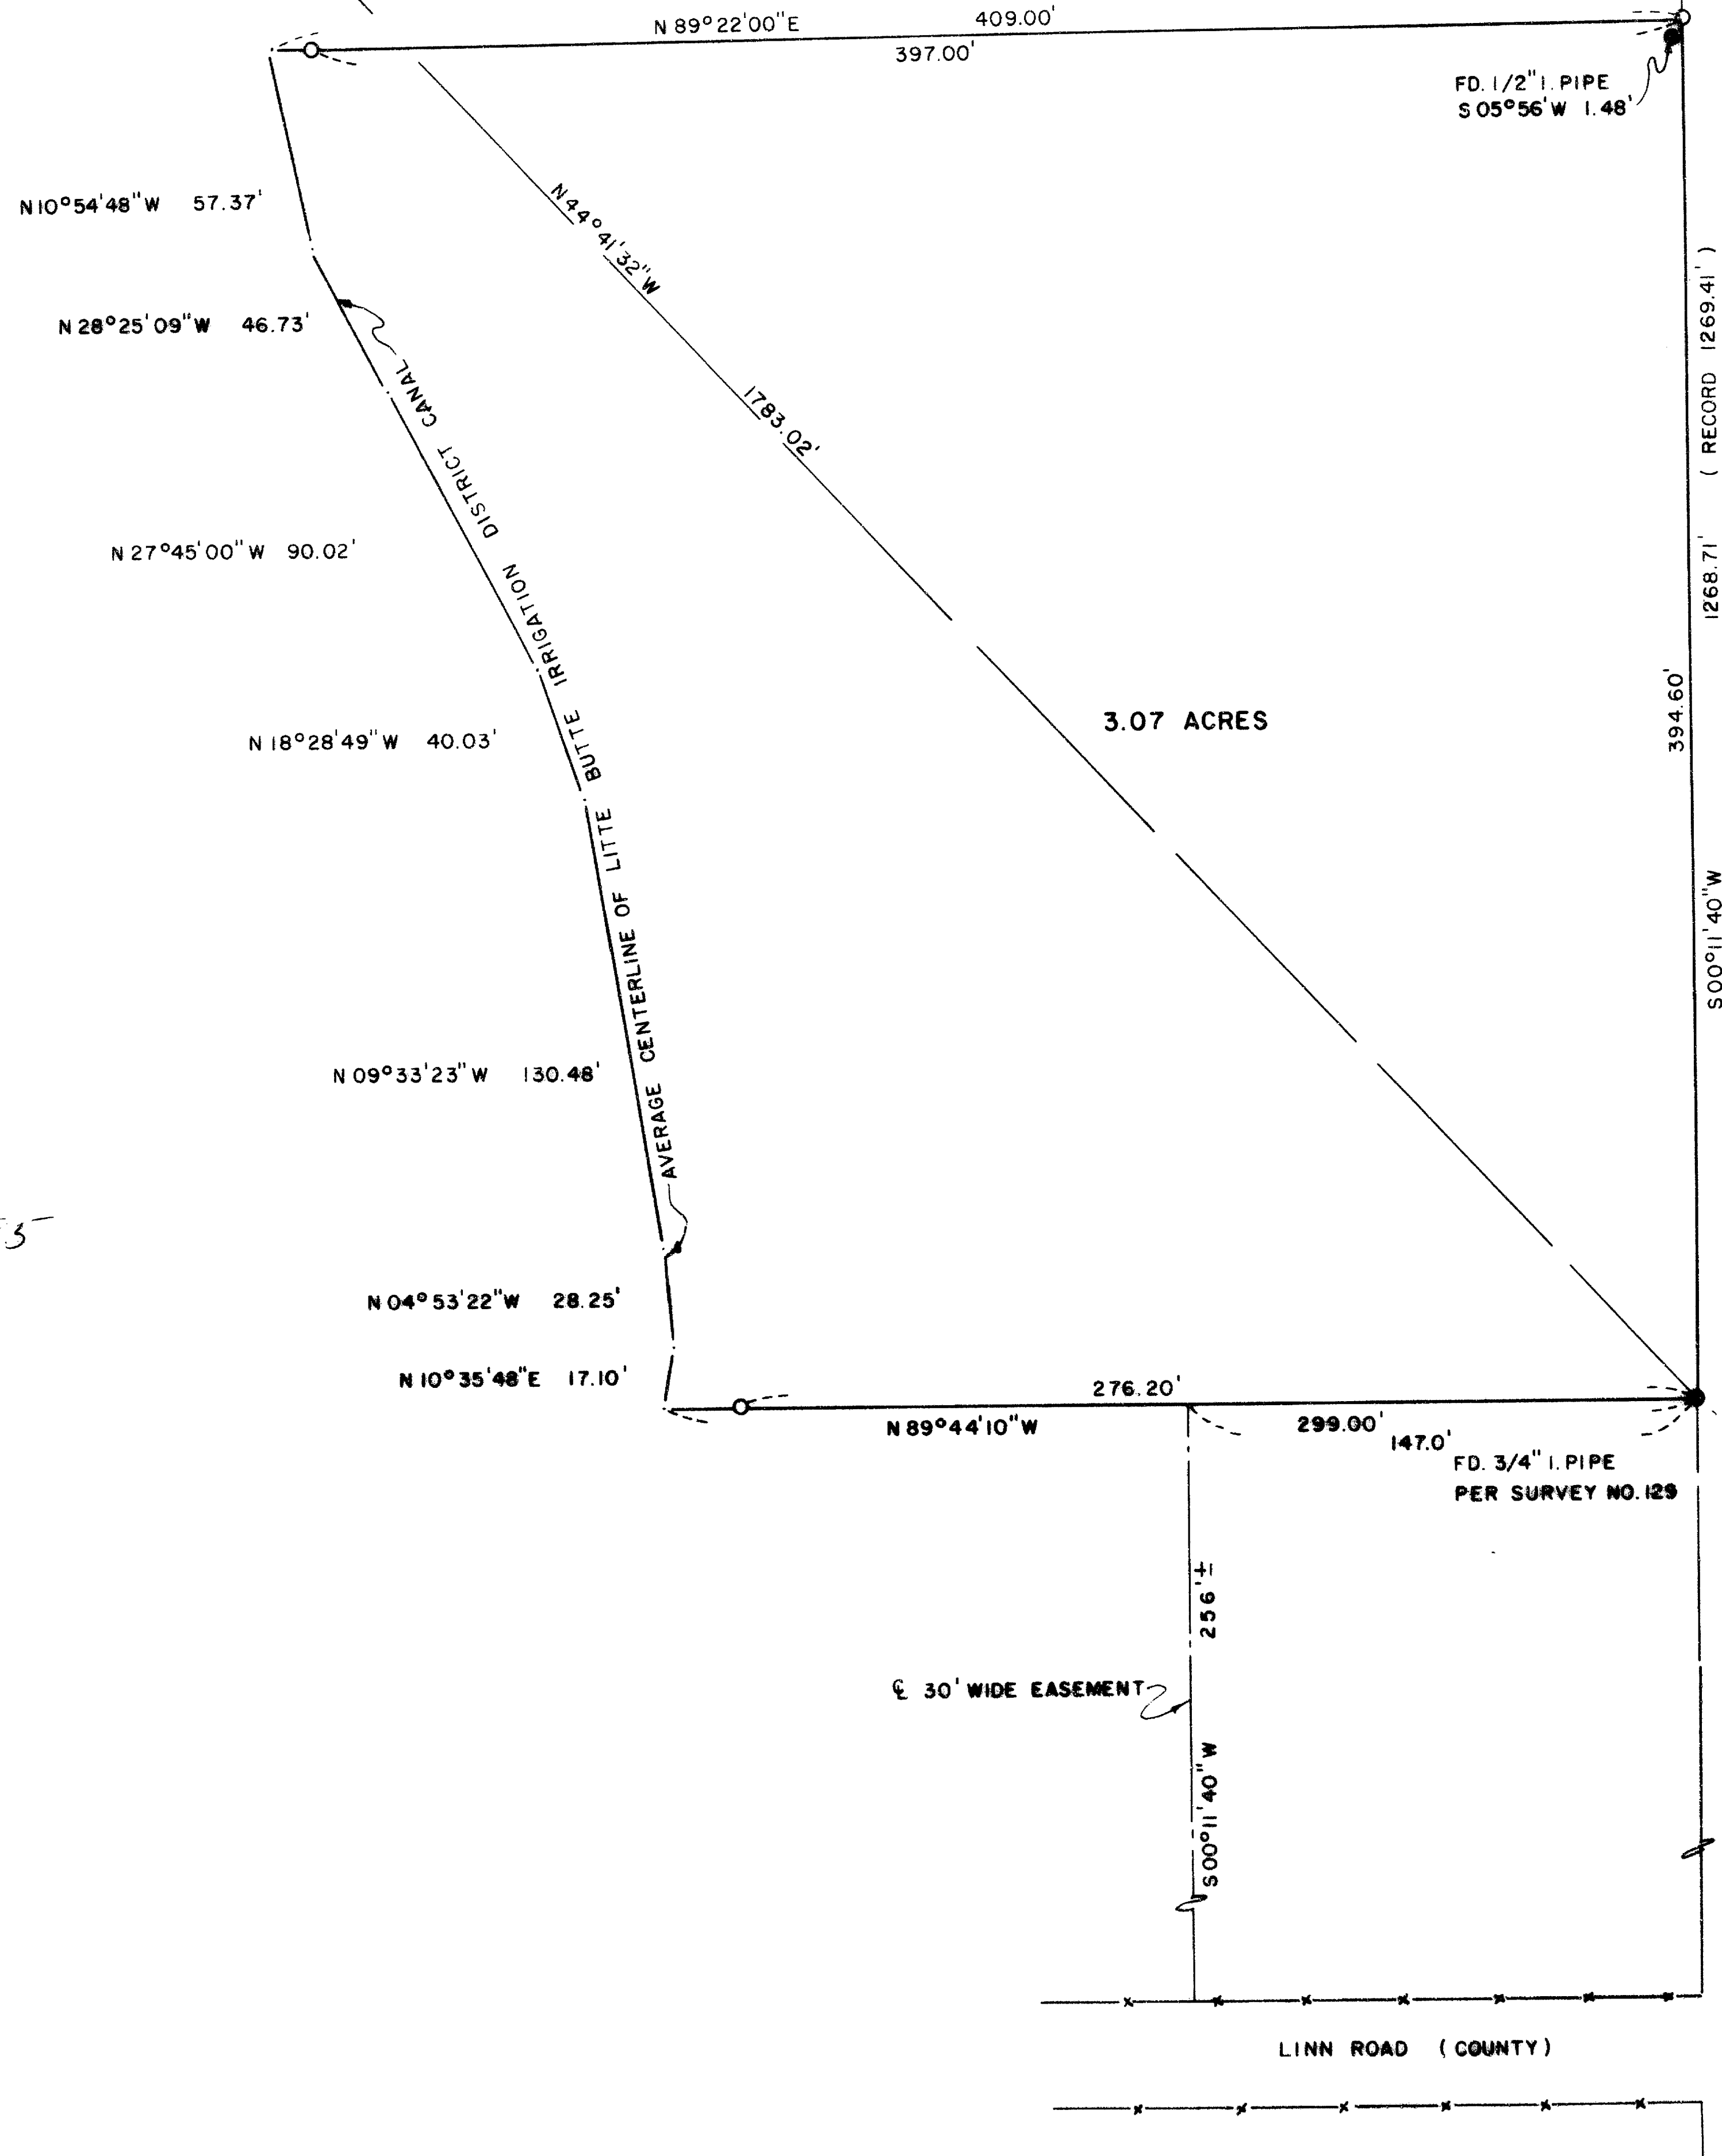 N 89°22'00"E 409.00'
397.00'
FD. 1/2" I. PIPE
S 05°56'W 1.48'
N10°54'48"W 57.37'
N 28°25'09"W 46.73'
N 27°45'00"W 90.02'
N 18°28'49"W 40.03'
N 09°33'23"W 130.48'
N 04°53'22"W 28.25'
N 10°35'48"E 17.10'
AVERAGE CENTERLINE OF LITTE BUTTE IRRIGATION DISTRICT CANAL
N44°41'32"W
1783.02'
3.07 ACRES
S00°11'40"W 1268.71' ( RECORD 1269.41' )
394.60'
5
276.20'
N 89°44'10"W
299.00'
147.0'
FD. 3/4" I. PIPE
PER SURVEY NO. 129
256'±
℄ 30' WIDE EASEMENT
S00°11'40"W
LINN ROAD ( COUNTY )